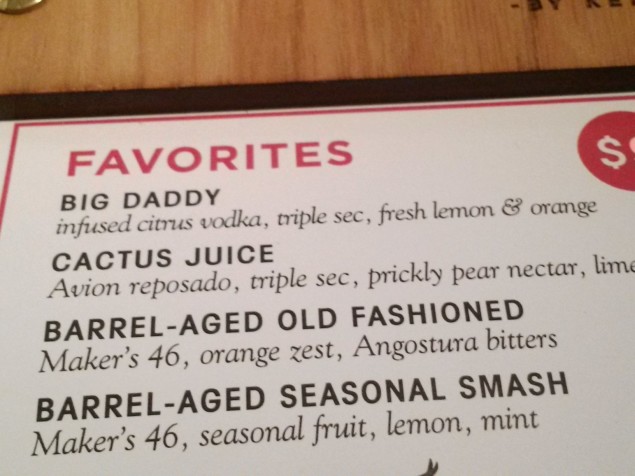 FAVORITES
BIG DADDY
infused citrus vodka, triple sec, fresh lemon & orange
CACTUS JUICE
Avion reposado, triple sec, prickly pear nectar, lime
BARREL-AGED OLD FASHIONED
Maker's 46, orange zest, Angostura bitters
BARREL-AGED SEASONAL SMASH
Maker's 46, seasonal fruit, lemon, mint